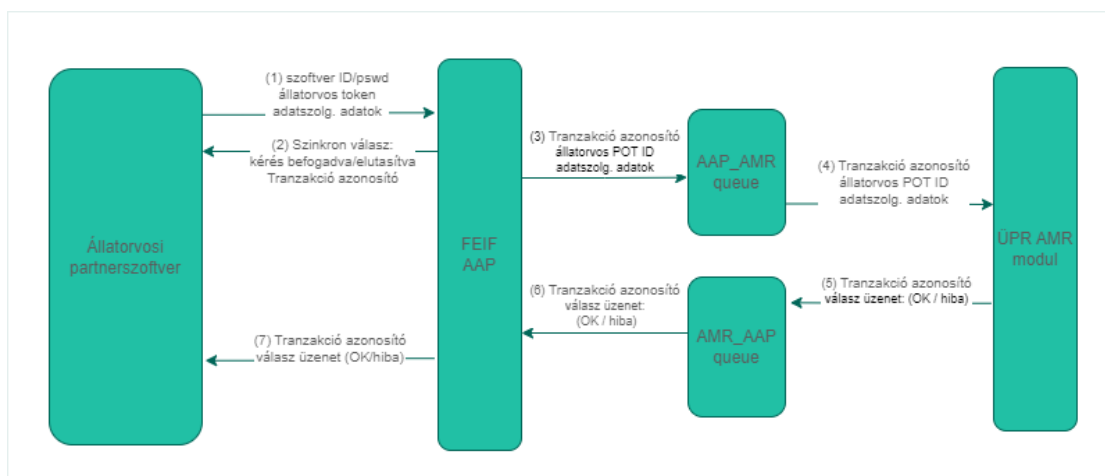 (1) szoftver ID/pswd
állatorvos token
adatszolg. adatok
(2) Szinkron válasz:
kérés befogadva/elutasítva
Tranzakció azonosító
(3) Tranzakció azonosító
állatorvos POT ID
adatszolg. adatok
AAP_AMR
queue
(4) Tranzakció azonosító
állatorvos POT ID
adatszolg. adatok
Állatorvosi
partnerszoftver
FEIF
AAP
ÜPR AMR
modul
(5) Tranzakció azonosító
válasz üzenet: (OK / hiba)
(6) Tranzakció azonosító
válasz üzenet:
(OK / hiba)
AMR_AAP
queue
(7) Tranzakció azonosító
válasz üzenet (OK/hiba)